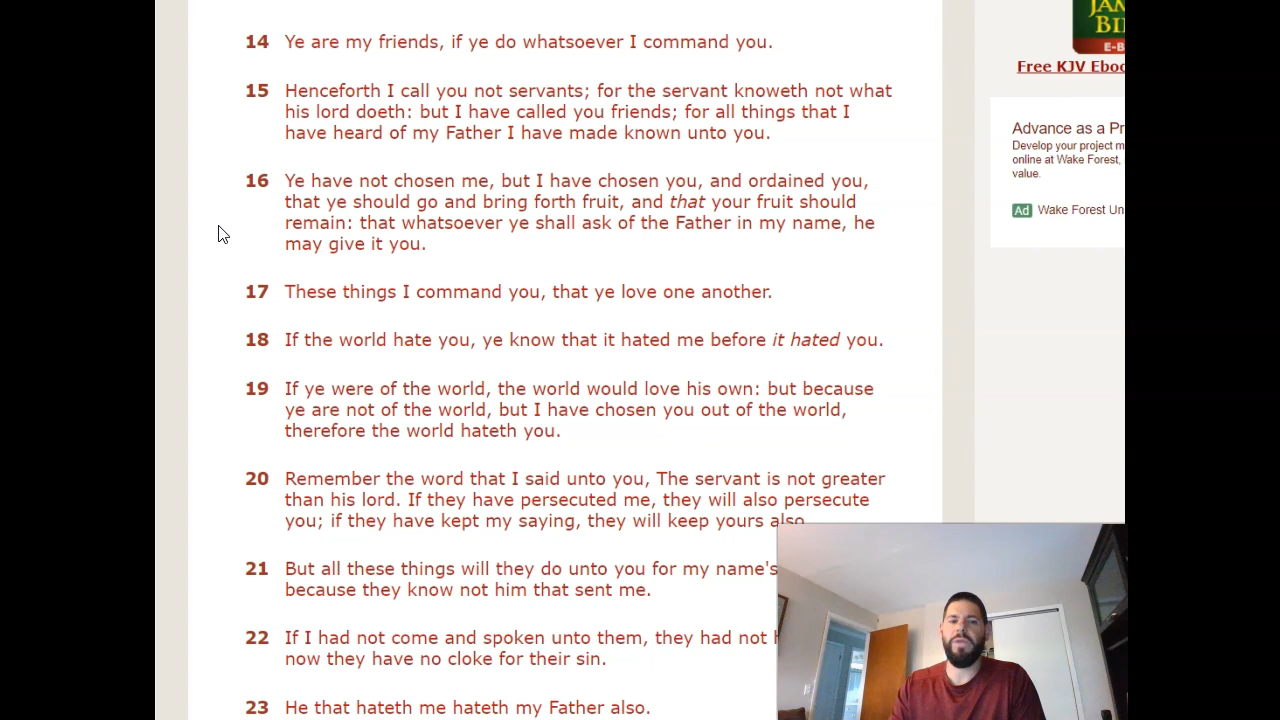 14 Ye are my friends, if ye do whatsoever I command you.
15 Henceforth I call you not servants; for the servant knoweth not what
his lord doeth: but I have called you friends; for all things that I
have heard of my Father I have made known unto you.
16 Ye have not chosen me, but I have chosen you, and ordained you,
that ye should go and bring forth fruit, and that your fruit should
remain: that whatsoever ye shall ask of the Father in my name, he
may give it you.
17 These things I command you, that ye love one another.
18 If the world hate you, ye know that it hated me before it hated you.
19 If ye were of the world, the world would love his own: but because
ye are not of the world, but I have chosen you out of the world,
therefore the world hateth you.
20 Remember the word that I said unto you, The servant is not greater
than his lord. If they have persecuted me, they will also persecute
you; if they have kept my saying, they will keep yours also
21 But all these things will they do unto you for my name's
because they know not him that sent me.
22 If I had not come and spoken unto them, they had not
now they have no cloke for their sin.
23 He that hateth me hateth my Father also.
Free KJV
Advance as a
Develop your project
online at Wake Forest,
value.
Ad Wake Forest